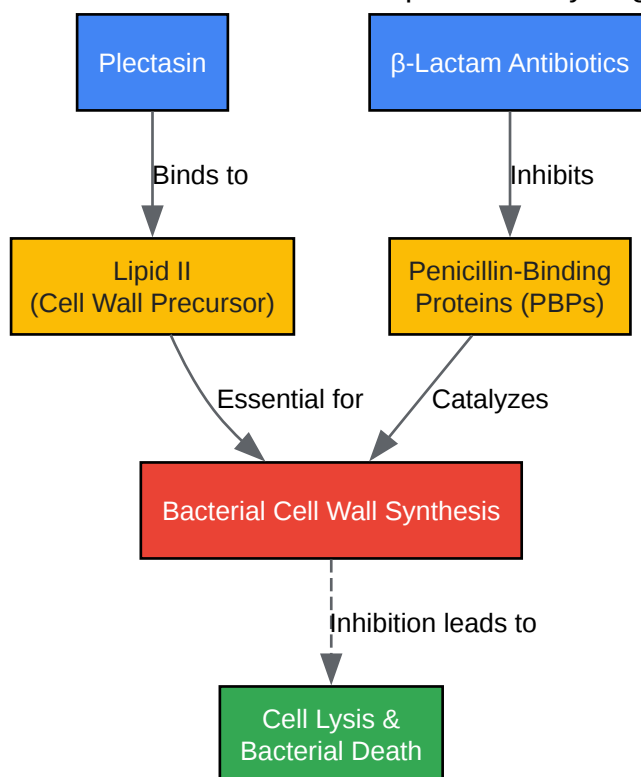 Plectasin
β-Lactam Antibiotics
Binds to
Inhibits
Lipid II
(Cell Wall Precursor)
Penicillin-Binding
Proteins (PBPs)
Essential for
Catalyzes
Bacterial Cell Wall Synthesis
Inhibition leads to
Cell Lysis &
Bacterial Death